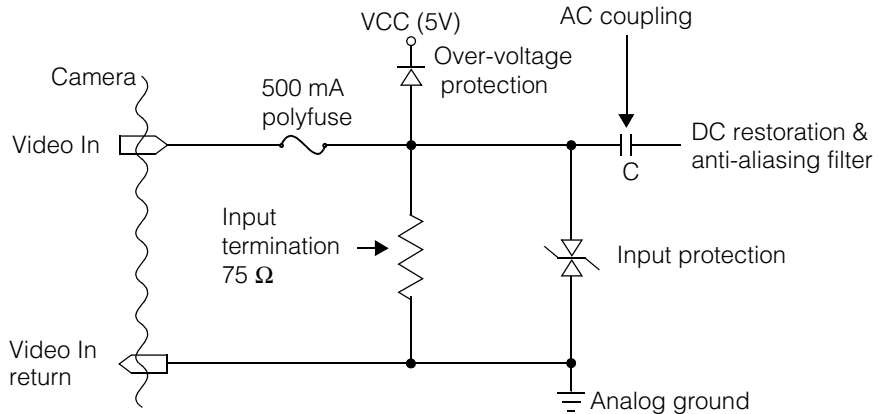 AC coupling
VCC (5V)
Over-voltage
protection
Camera
500 mA
polyfuse
Video In
DC restoration &
anti-aliasing filter
C
Input
termination
75 Ω
Input protection
Video In
return
Analog ground